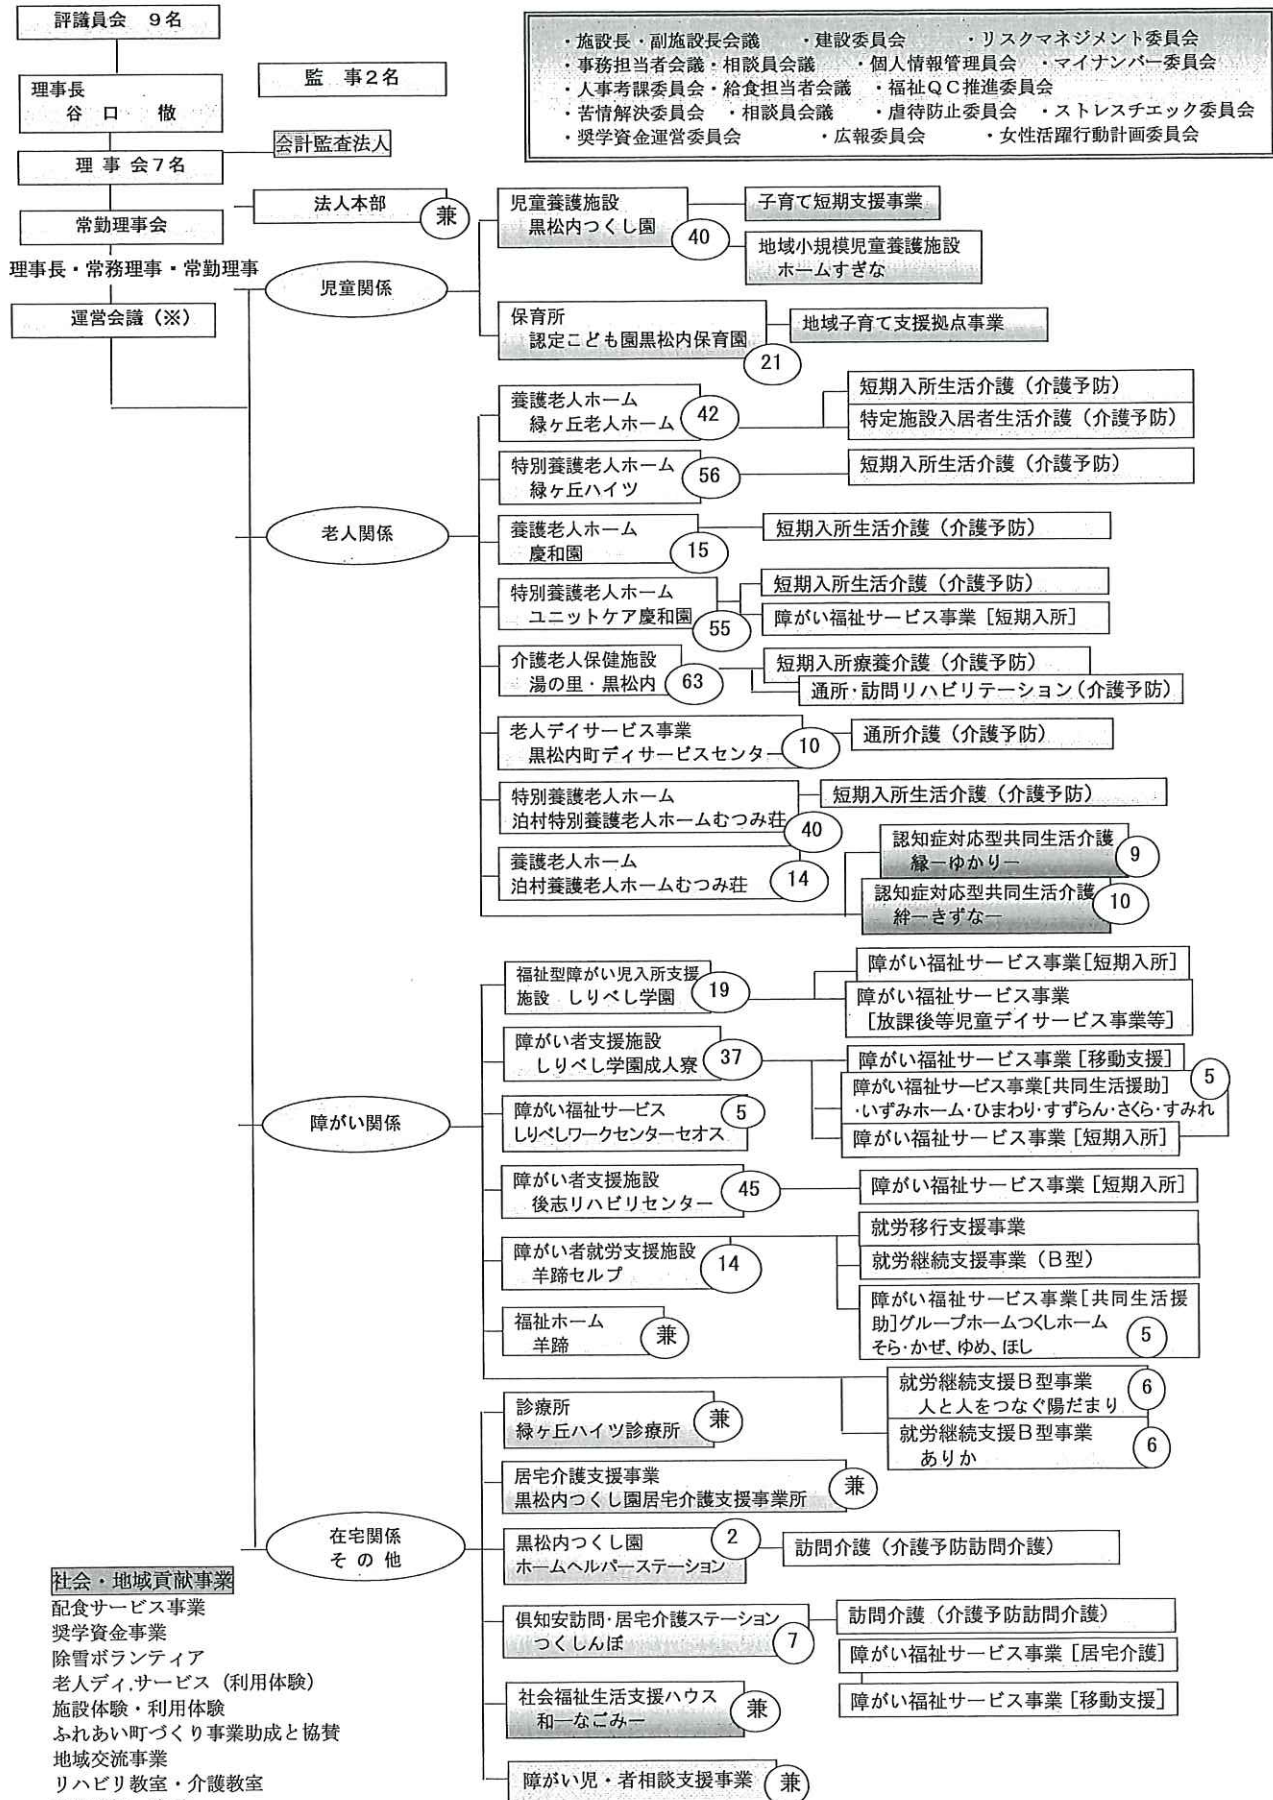 評議員会 9名
理事長
谷口 徹
監 事2名
理 事 会7名
会計監査法人
常勤理事会
法人本部
兼
理事長・常務理事・常勤理事
運営会議(※)
・施設長・副施設長会議 ・建設委員会 ・リスクマネジメント委員会
・事務担当者会議・相談員会議 ・個人情報管理員会 ・マイナンバー委員会
・人事考課委員会・給食担当者会議 ・福祉QC推進委員会
・苦情解決委員会 ・相談員会議 ・虐待防止委員会 ・ストレスチエック委員会
・奨学資金運営委員会 ・広報委員会 ・女性活躍行動計画委員会
児童関係
児童養護施設
黒松内つくし園
40
子育て短期支援事業
地域小規模児童養護施設
ホームすぎな
保育所
認定こども園黒松内保育園
21
地域子育て支援拠点事業
老人関係
養護老人ホーム
緑ヶ丘老人ホーム
42
短期入所生活介護(介護予防)
特定施設入居者生活介護(介護予防)
特別養護老人ホーム
緑ヶ丘ハイツ
56
短期入所生活介護(介護予防)
養護老人ホーム
慶和園
15
短期入所生活介護(介護予防)
特別養護老人ホーム
ユニットケア慶和園
55
短期入所生活介護(介護予防)
障がい福祉サービス事業[短期入所]
介護老人保健施設
湯の里・黒松内
63
短期入所療養介護(介護予防)
通所・訪問リハビリテーション(介護予防)
老人デイサービス事業
黒松内町ディサービスセンター
10
通所介護(介護予防)
特別養護老人ホーム
泊村特別養護老人ホームむつみ荘
40
短期入所生活介護(介護予防)
養護老人ホーム
泊村養護老人ホームむつみ荘
14
認知症対応型共同生活介護
縁―ゆかり―
9
認知症対応型共同生活介護
絆―きずな―
10
障がい関係
福祉型障がい児入所支援
施設 しりべし学園
19
障がい福祉サービス事業[短期入所]
障がい福祉サービス事業
[放課後等児童デイサービス事業等]
障がい者支援施設
しりべし学園成人寮
37
障がい福祉サービス事業[移動支援]
障がい福祉サービス事業[共同生活援助]
・いずみホーム・ひまわり・すずらん・さくら・すみれ
5
障がい福祉サービス事業[短期入所]
障がい福祉サービス
しりべしワークセンターセオス
5
障がい者支援施設
後志リハビリセンター
45
障がい福祉サービス事業[短期入所]
障がい者就労支援施設
羊蹄セルプ
14
就労移行支援事業
就労継続支援事業(B型)
障がい福祉サービス事業[共同生活援
助]グループホームつくしホーム
そら・かぜ、ゆめ、ほし
5
福祉ホーム
羊蹄
兼
就労継続支援B型事業
人と人をつなぐ陽だまり
6
就労継続支援B型事業
ありか
6
在宅関係
そ の 他
診療所
緑ヶ丘ハイツ診療所
兼
居宅介護支援事業
黒松内つくし園居宅介護支援事業所
兼
黒松内つくし園
ホームヘルパーステーション
2
訪問介護(介護予防訪問介護)
倶知安訪問・居宅介護ステーション
つくしんぼ
7
訪問介護(介護予防訪問介護)
障がい福祉サービス事業[居宅介護]
障がい福祉サービス事業[移動支援]
社会福祉生活支援ハウス
和―なごみ―
兼
障がい児・者相談支援事業
兼
社会・地域貢献事業
配食サービス事業
奨学資金事業
除雪ボランティア
老人ディ.サービス(利用体験)
施設体験・利用体験
ふれあい町づくり事業助成と協賛
地域交流事業
リハビリ教室・介護教室